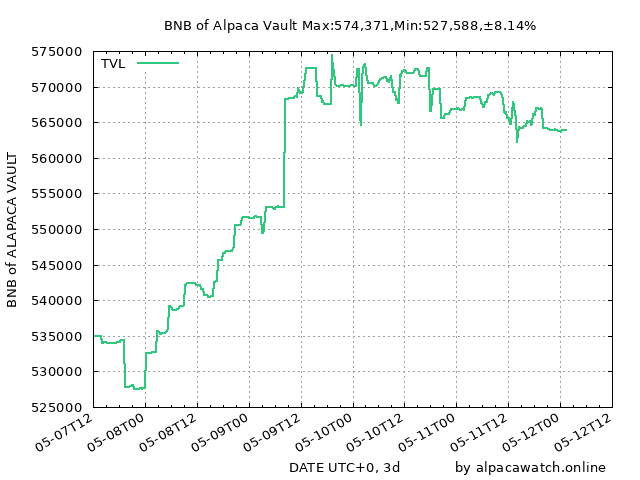 BNB of Alpaca Vault Max:574,371,Min:527,588,±8.14%
TVL
575000
570000
565000
560000
555000
550000
545000
540000
535000
530000
525000
BNB of ALAPACA VAULT
05-07T12
05-08T00
05-08T12
05-09T00
05-09T12
05-10T00
05-10T12
05-11T00
05-11T12
05-12T00
05-12T12
DATE UTC+0, 3d
by alpacawatch.online